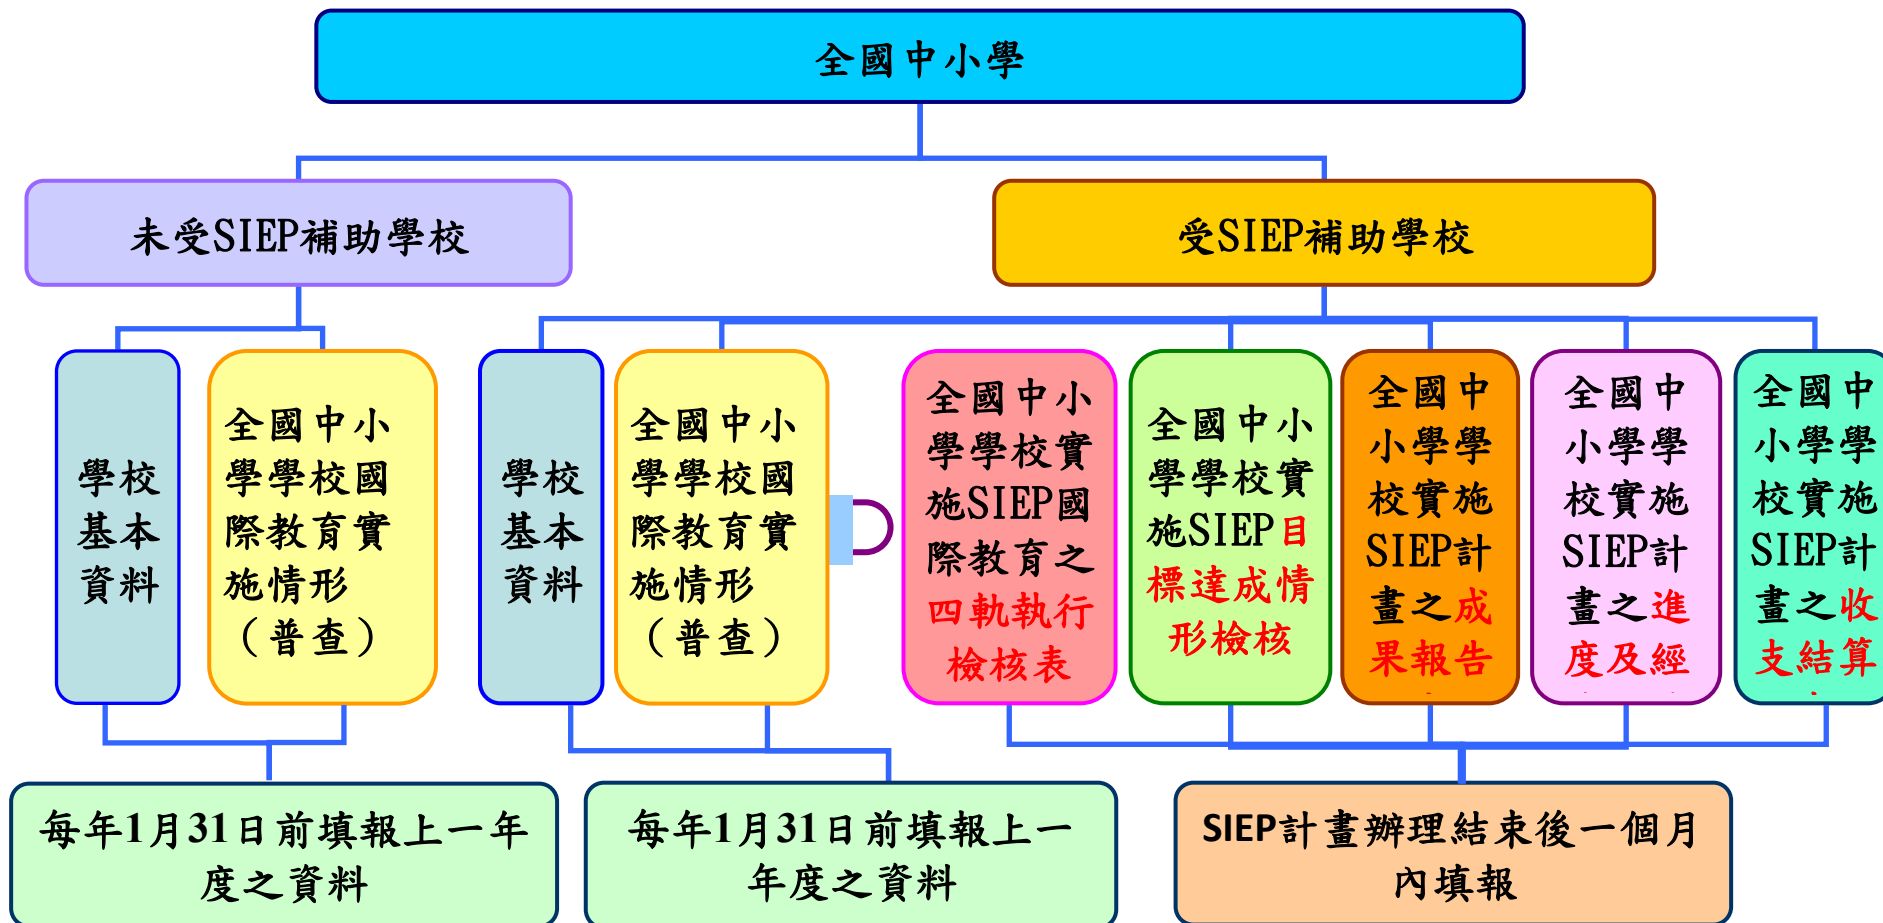 全國中小學
未受SIEP補助學校
受SIEP補助學校
學校
基本
資料
全國中小
學學校國
際教育實
施情形
（普查）
學校
基本
資料
全國中小
學學校國
際教育實
施情形
（普查）
全國中小
學學校實
施SIEP國
際教育之
四軌執行
檢核表
全國中小
學學校實
施SIEP目
標達成情
形檢核
全國中
小學學
校實施
SIEP計
畫之成
果報告
全國中
小學學
校實施
SIEP計
畫之進
度及經
全國中
小學學
校實施
SIEP計
畫之收
支結算
每年1月31日前填報上一年
度之資料
每年1月31日前填報上一
年度之資料
SIEP計畫辦理結束後一個月
內填報